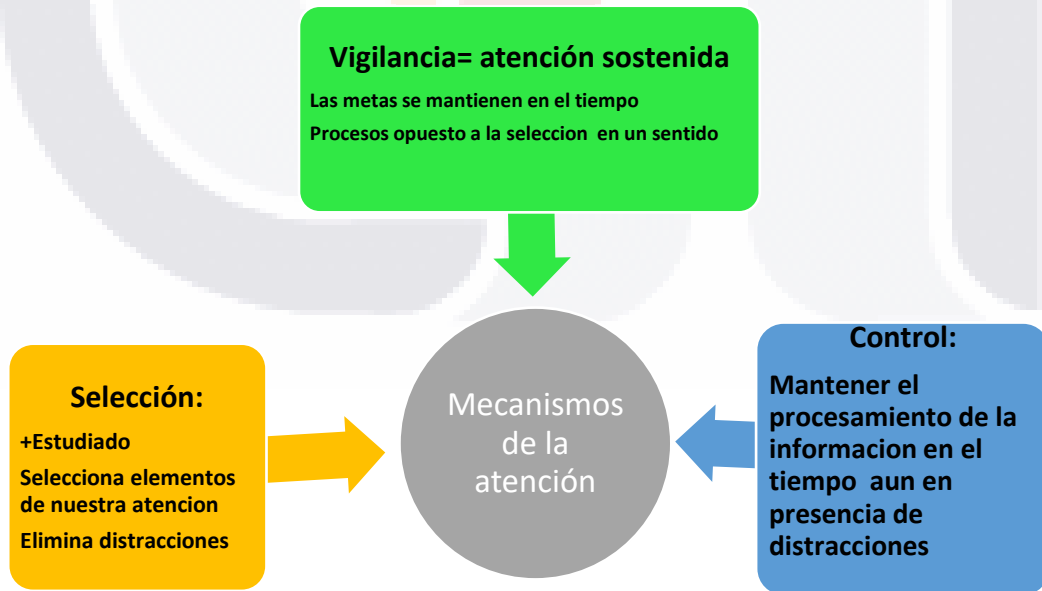 Vigilancia= atención sostenida
Las metas se mantienen en el tiempo
Procesos opuesto a la seleccion en un sentido
Selección:
+Estudiado
Selecciona elementos
de nuestra atencion
Elimina distracciones
Mecanismos
de la
atención
Control:
Mantener el
procesamiento de la
informacion en el
tiempo aun en
presencia de
distracciones